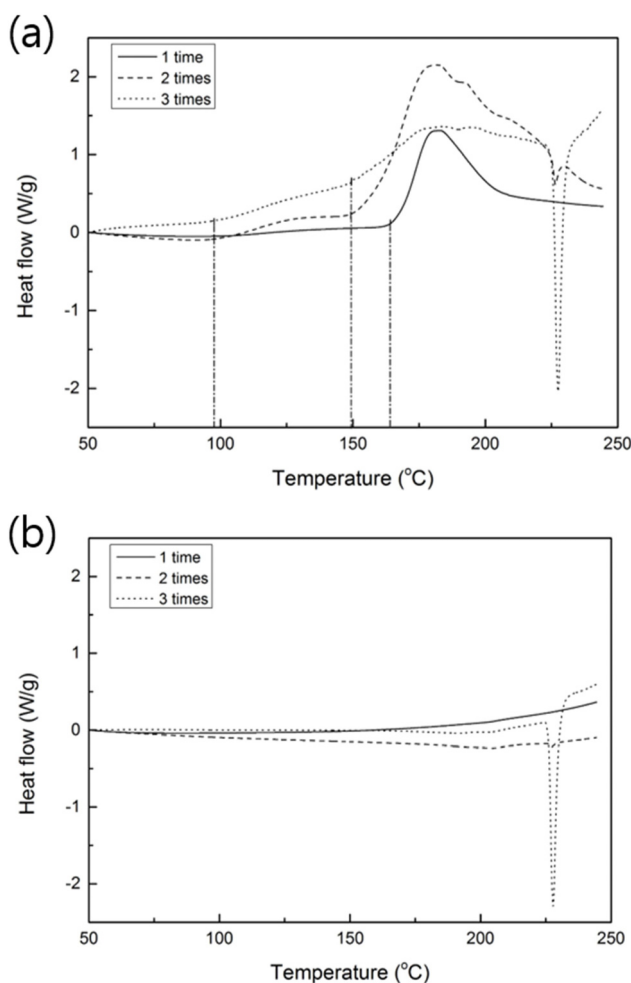 (a)
1 time
2 times
3 times
2
1
0
-1
-2
Heat flow (W/g)
50 100 150 200 250
Temperature (°C)
(b)
1 time
2 times
3 times
2
1
0
-1
-2
Heat flow (W/g)
50 100 150 200 250
Temperature (°C)